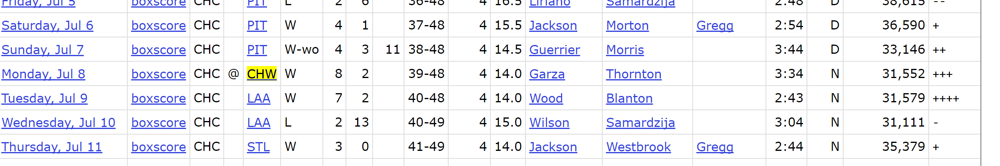 Friday, Jul 5 boxscore CHC PIT L 2 6 36-48 4 16.5 Liriano Samardzija 2:48 D 38,615 --
Saturday, Jul 6 boxscore CHC PIT W 4 1 37-48 4 15.5 Jackson Morton Gregg 2:54 D 36,590 +
Sunday, Jul 7 boxscore CHC PIT W-wo 4 3 11 38-48 4 14.5 Guerrier Morris 3:44 D 33,146 ++
Monday, Jul 8 boxscore CHC @ CHW W 8 2 39-48 4 14.0 Garza Thornton 3:34 N 31,552 +++
Tuesday, Jul 9 boxscore CHC LAA W 7 2 40-48 4 14.0 Wood Blanton 2:43 N 31,579 ++++
Wednesday, Jul 10 boxscore CHC LAA L 2 13 40-49 4 15.0 Wilson Samardzija 3:04 N 31,111 -
Thursday, Jul 11 boxscore CHC STL W 3 0 41-49 4 14.0 Jackson Westbrook Gregg 2:44 N 35,379 +